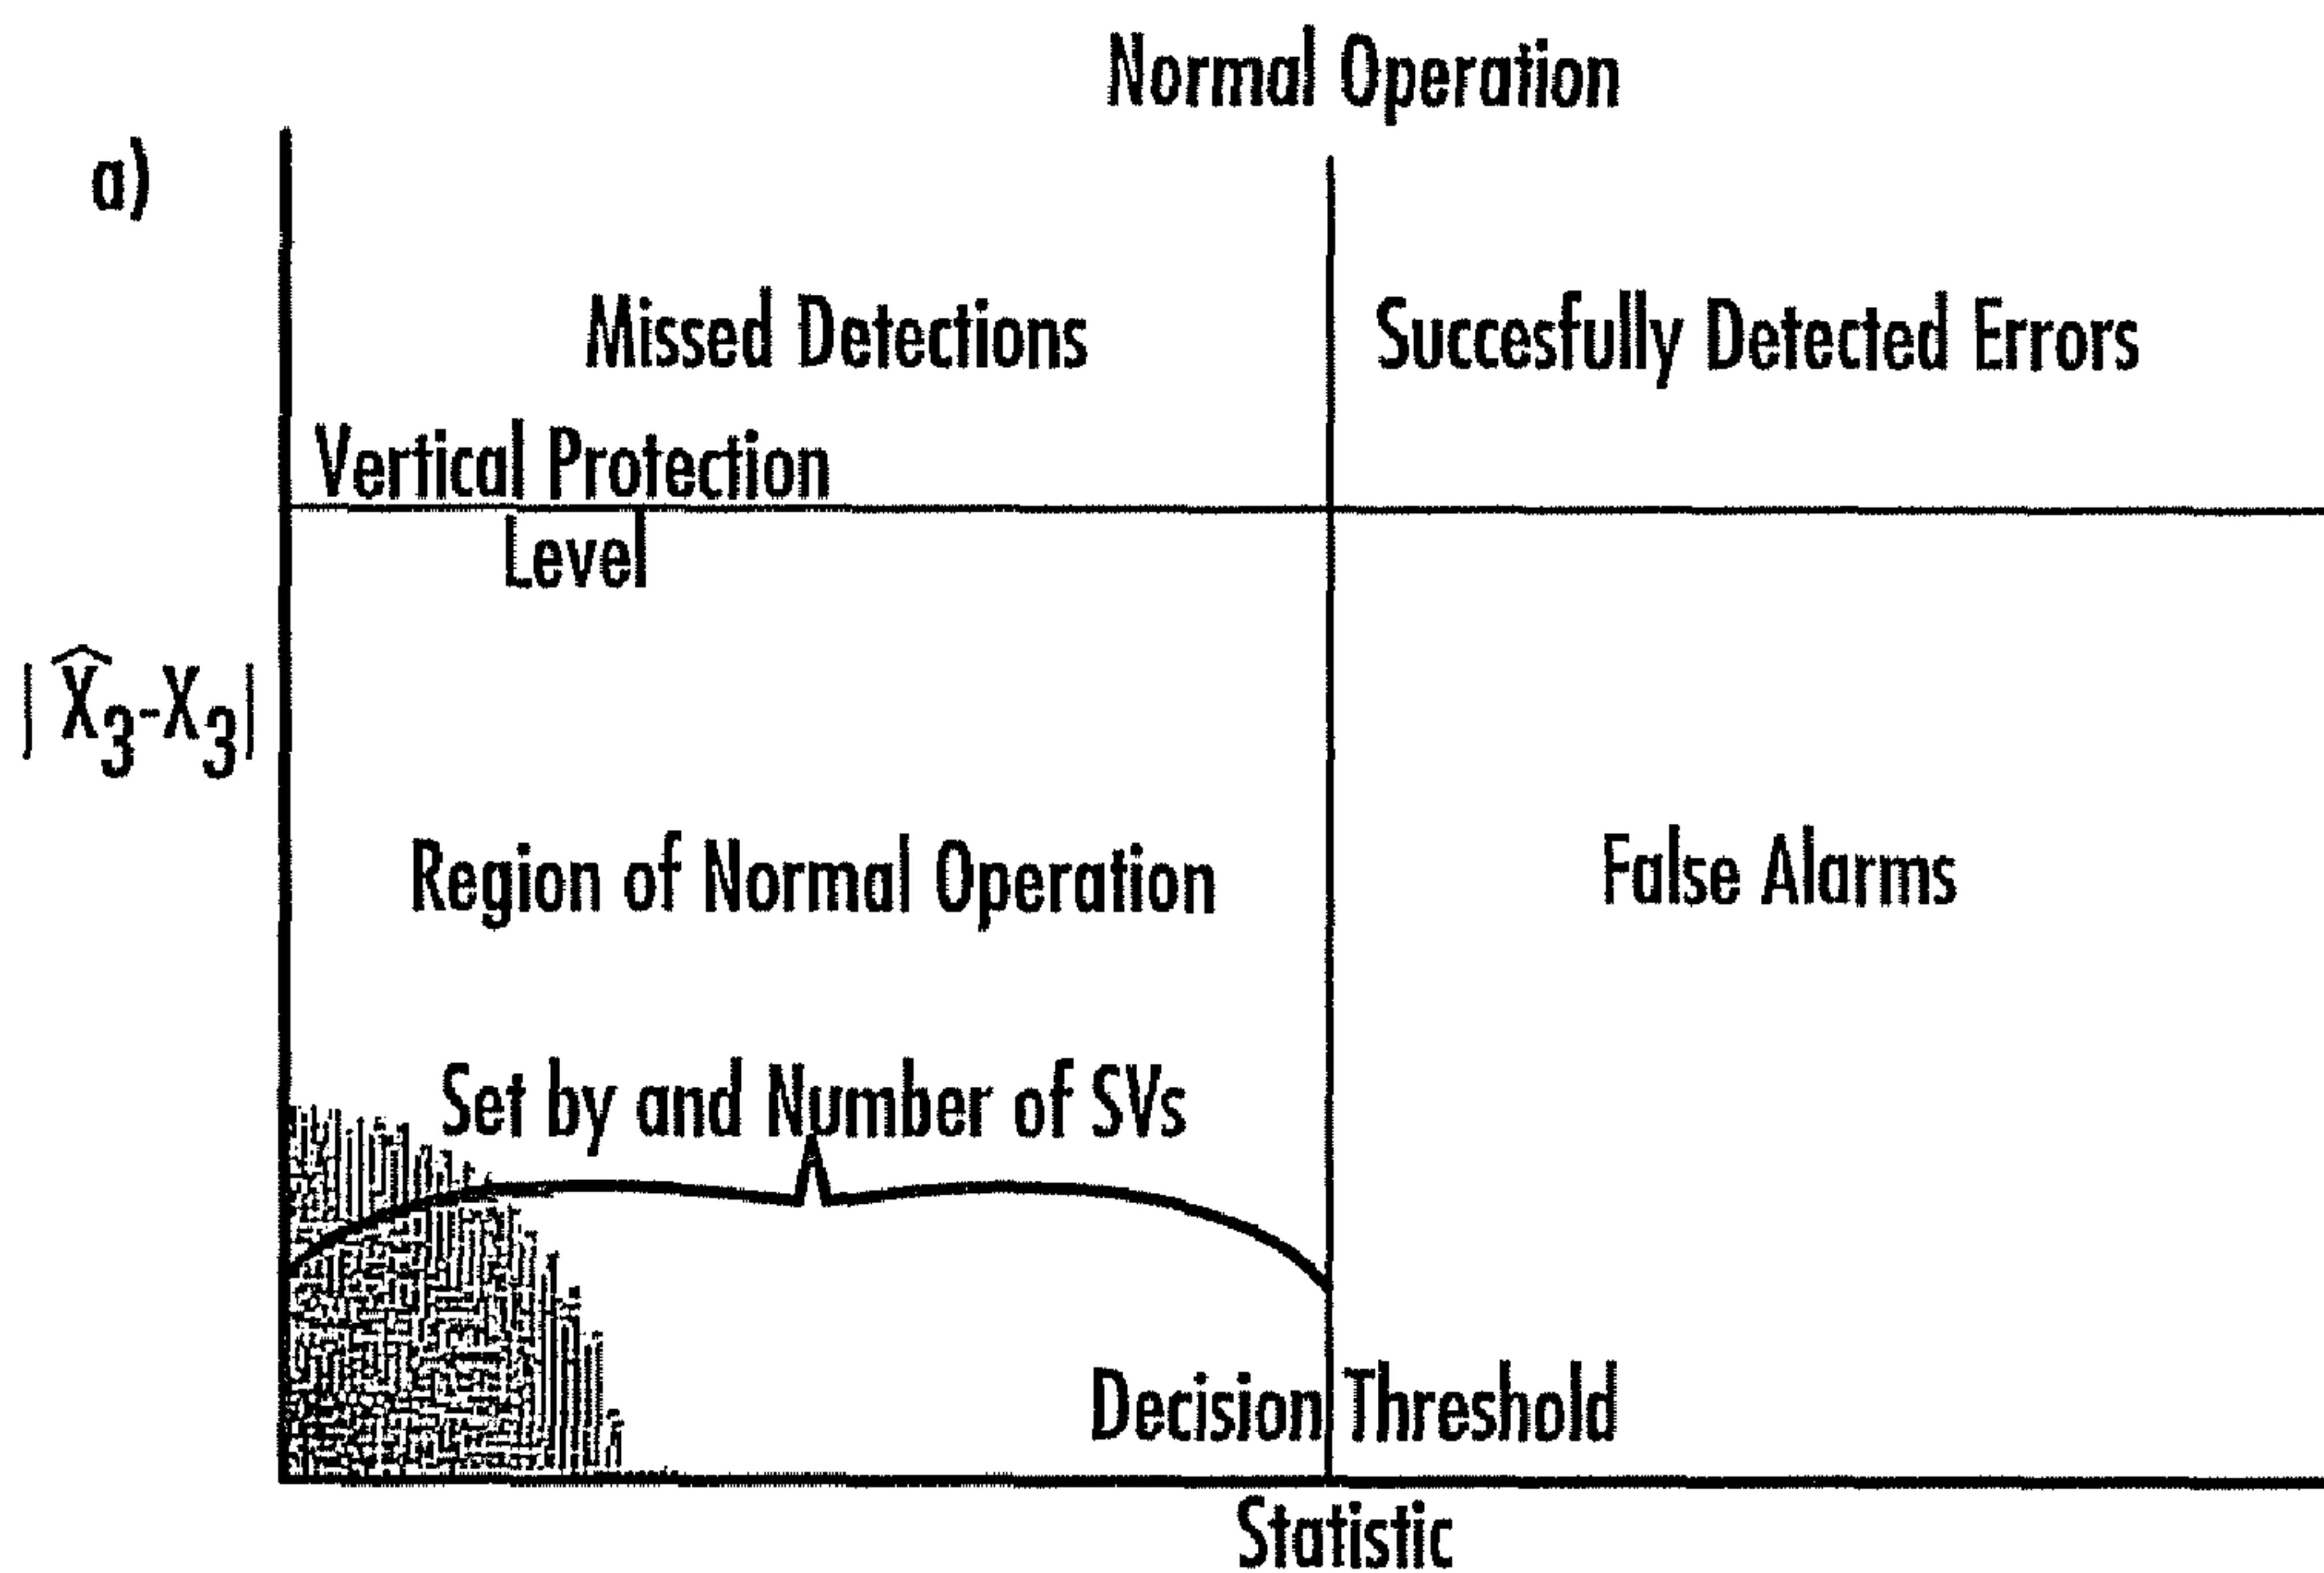 Normal Operation
a)
Missed Detections
Succesfully Detected Errors
Vertical Protection
Level
| X̂3-X3|
Region of Normal Operation
False Alarms
Set by and Number of SVs
Decision Threshold
Statistic